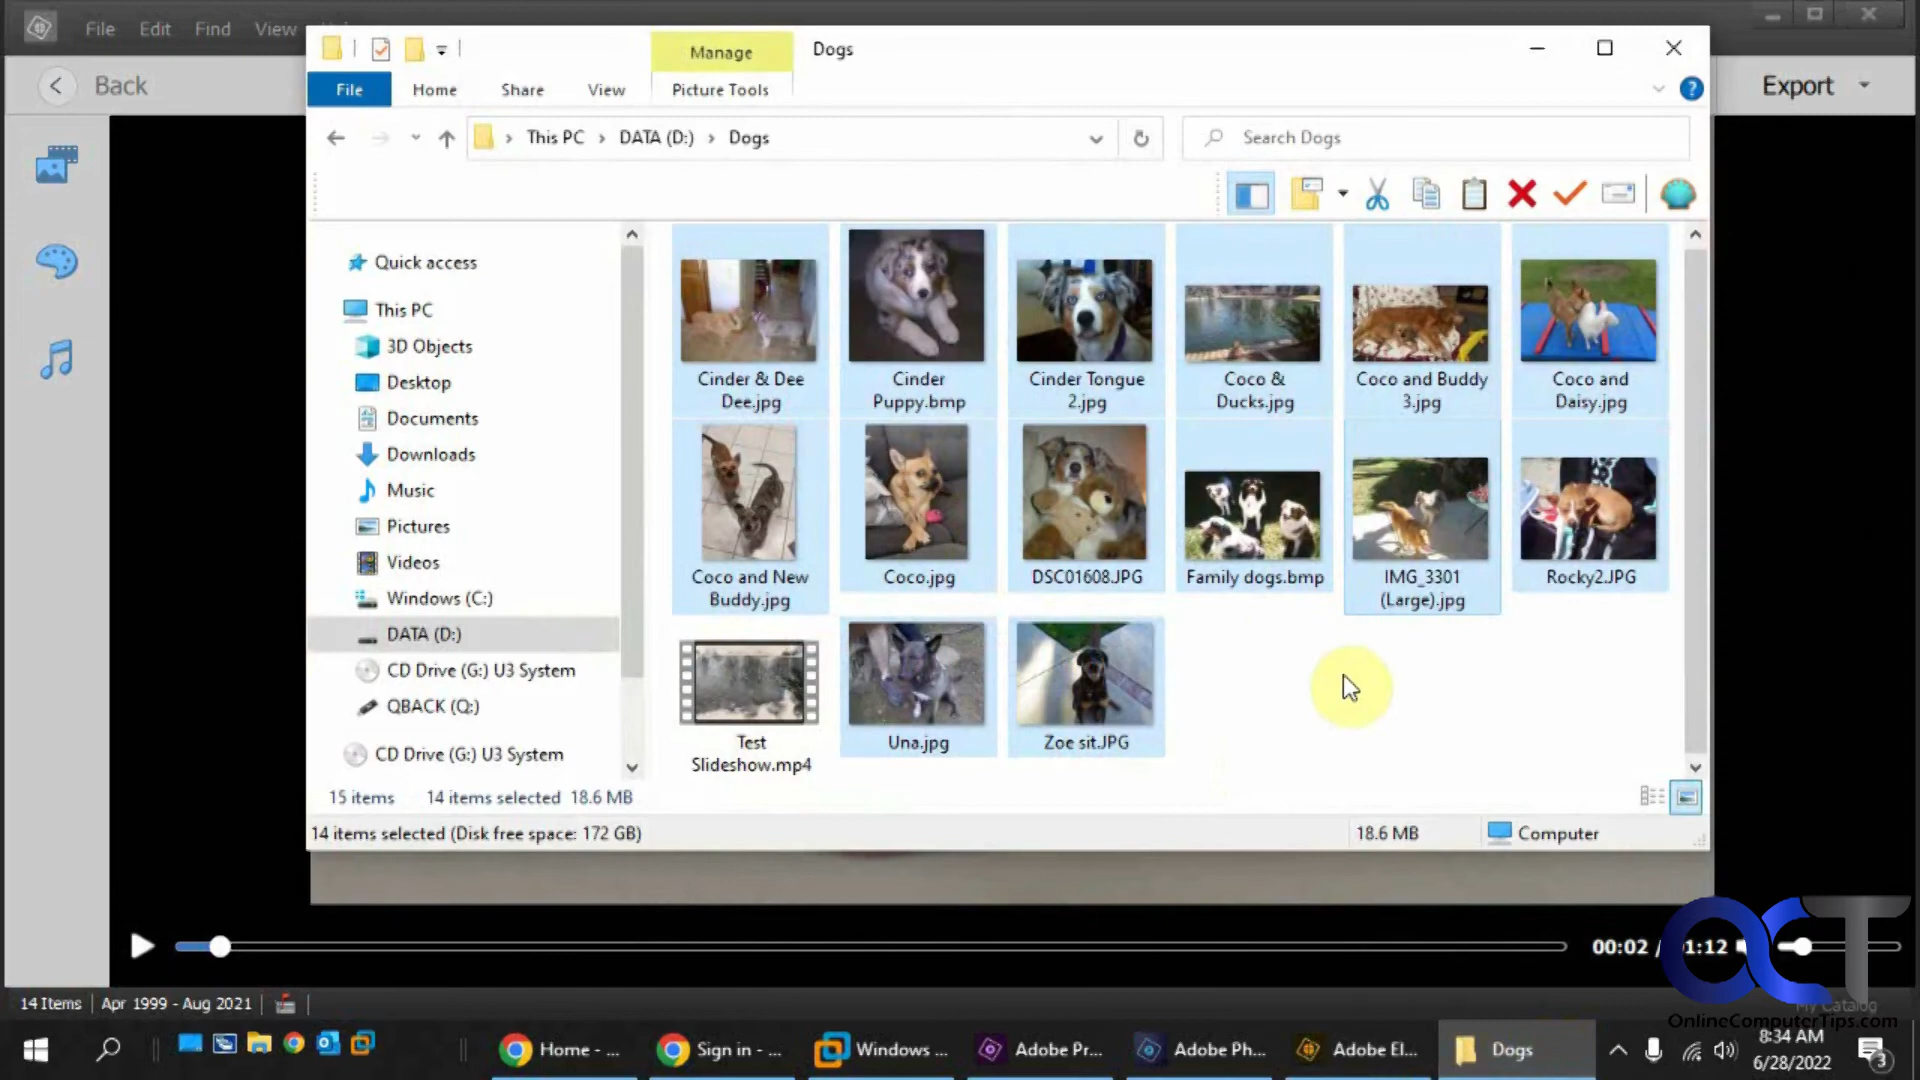 File Edit Find View
Back
Export
Manage
Dogs
File Home Share View Picture Tools
This PC DATA (D:) Dogs
Search Dogs
Quick access
This PC
3D Objects
Desktop
Documents
Downloads
Music
Pictures
Videos
Windows (C:)
DATA (D:)
CD Drive (G:) U3 System
QBACK (Q:)
CD Drive (G:) U3 System
Cinder & Dee
Dee.jpg
Cinder
Puppy.bmp
Cinder Tongue
2.jpg
Coco &
Ducks.jpg
Coco and Buddy
3.jpg
Coco and
Daisy.jpg
Coco and New
Buddy.jpg
Coco.jpg
DSC01608.JPG
Family dogs.bmp
IMG_3301
(Large).jpg
Rocky2.JPG
Test
Slideshow.mp4
Una.jpg
Zoe sit.JPG
15 items 14 items selected 18.6 MB
14 items selected (Disk free space: 172 GB)
18.6 MB
Computer
00:02 / 01:12
14 Items Apr 1999 - Aug 2021
My Catalog
OCT
OnlineComputerTips.com
Home - ...
Sign in - ...
Windows ...
Adobe Pr...
Adobe Ph...
Adobe El...
Dogs
8:34 AM
6/28/2022
3